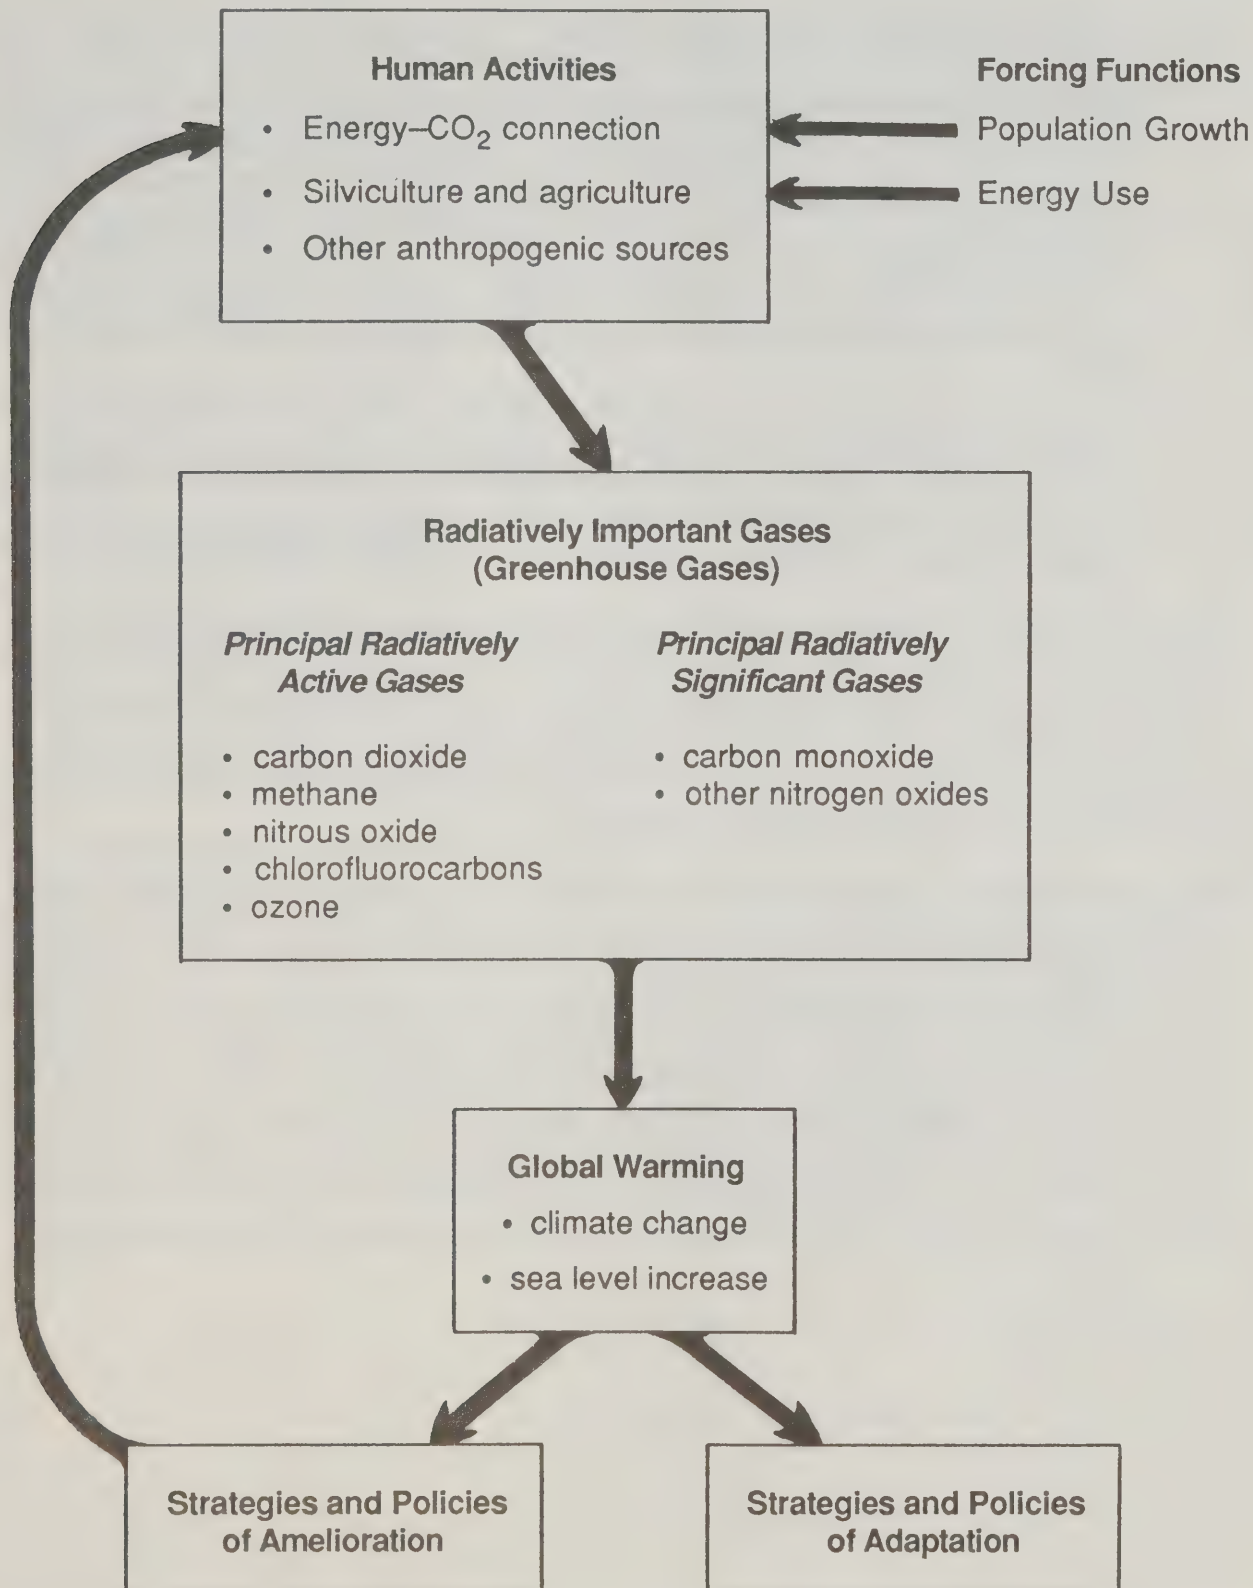 Human Activities
• Energy–CO₂ connection
• Silviculture and agriculture
• Other anthropogenic sources
Forcing Functions
Population Growth
Energy Use
Radiatively Important Gases
(Greenhouse Gases)
Principal Radiatively
Active Gases
• carbon dioxide
• methane
• nitrous oxide
• chlorofluorocarbons
• ozone
Principal Radiatively
Significant Gases
• carbon monoxide
• other nitrogen oxides
Global Warming
• climate change
• sea level increase
Strategies and Policies
of Amelioration
Strategies and Policies
of Adaptation